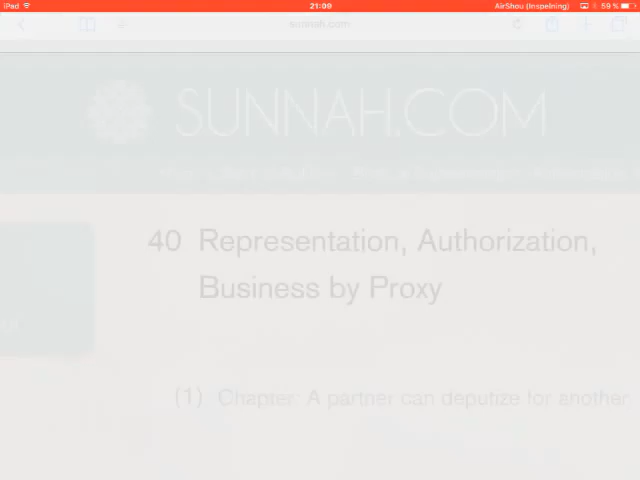 iPad 21:09 AirShou (Inspelning) 59 %
sunnah.com
SUNNAH.COM
40 Representation, Authorization,
Business by Proxy
(1) Chapter: A partner can deputize for another